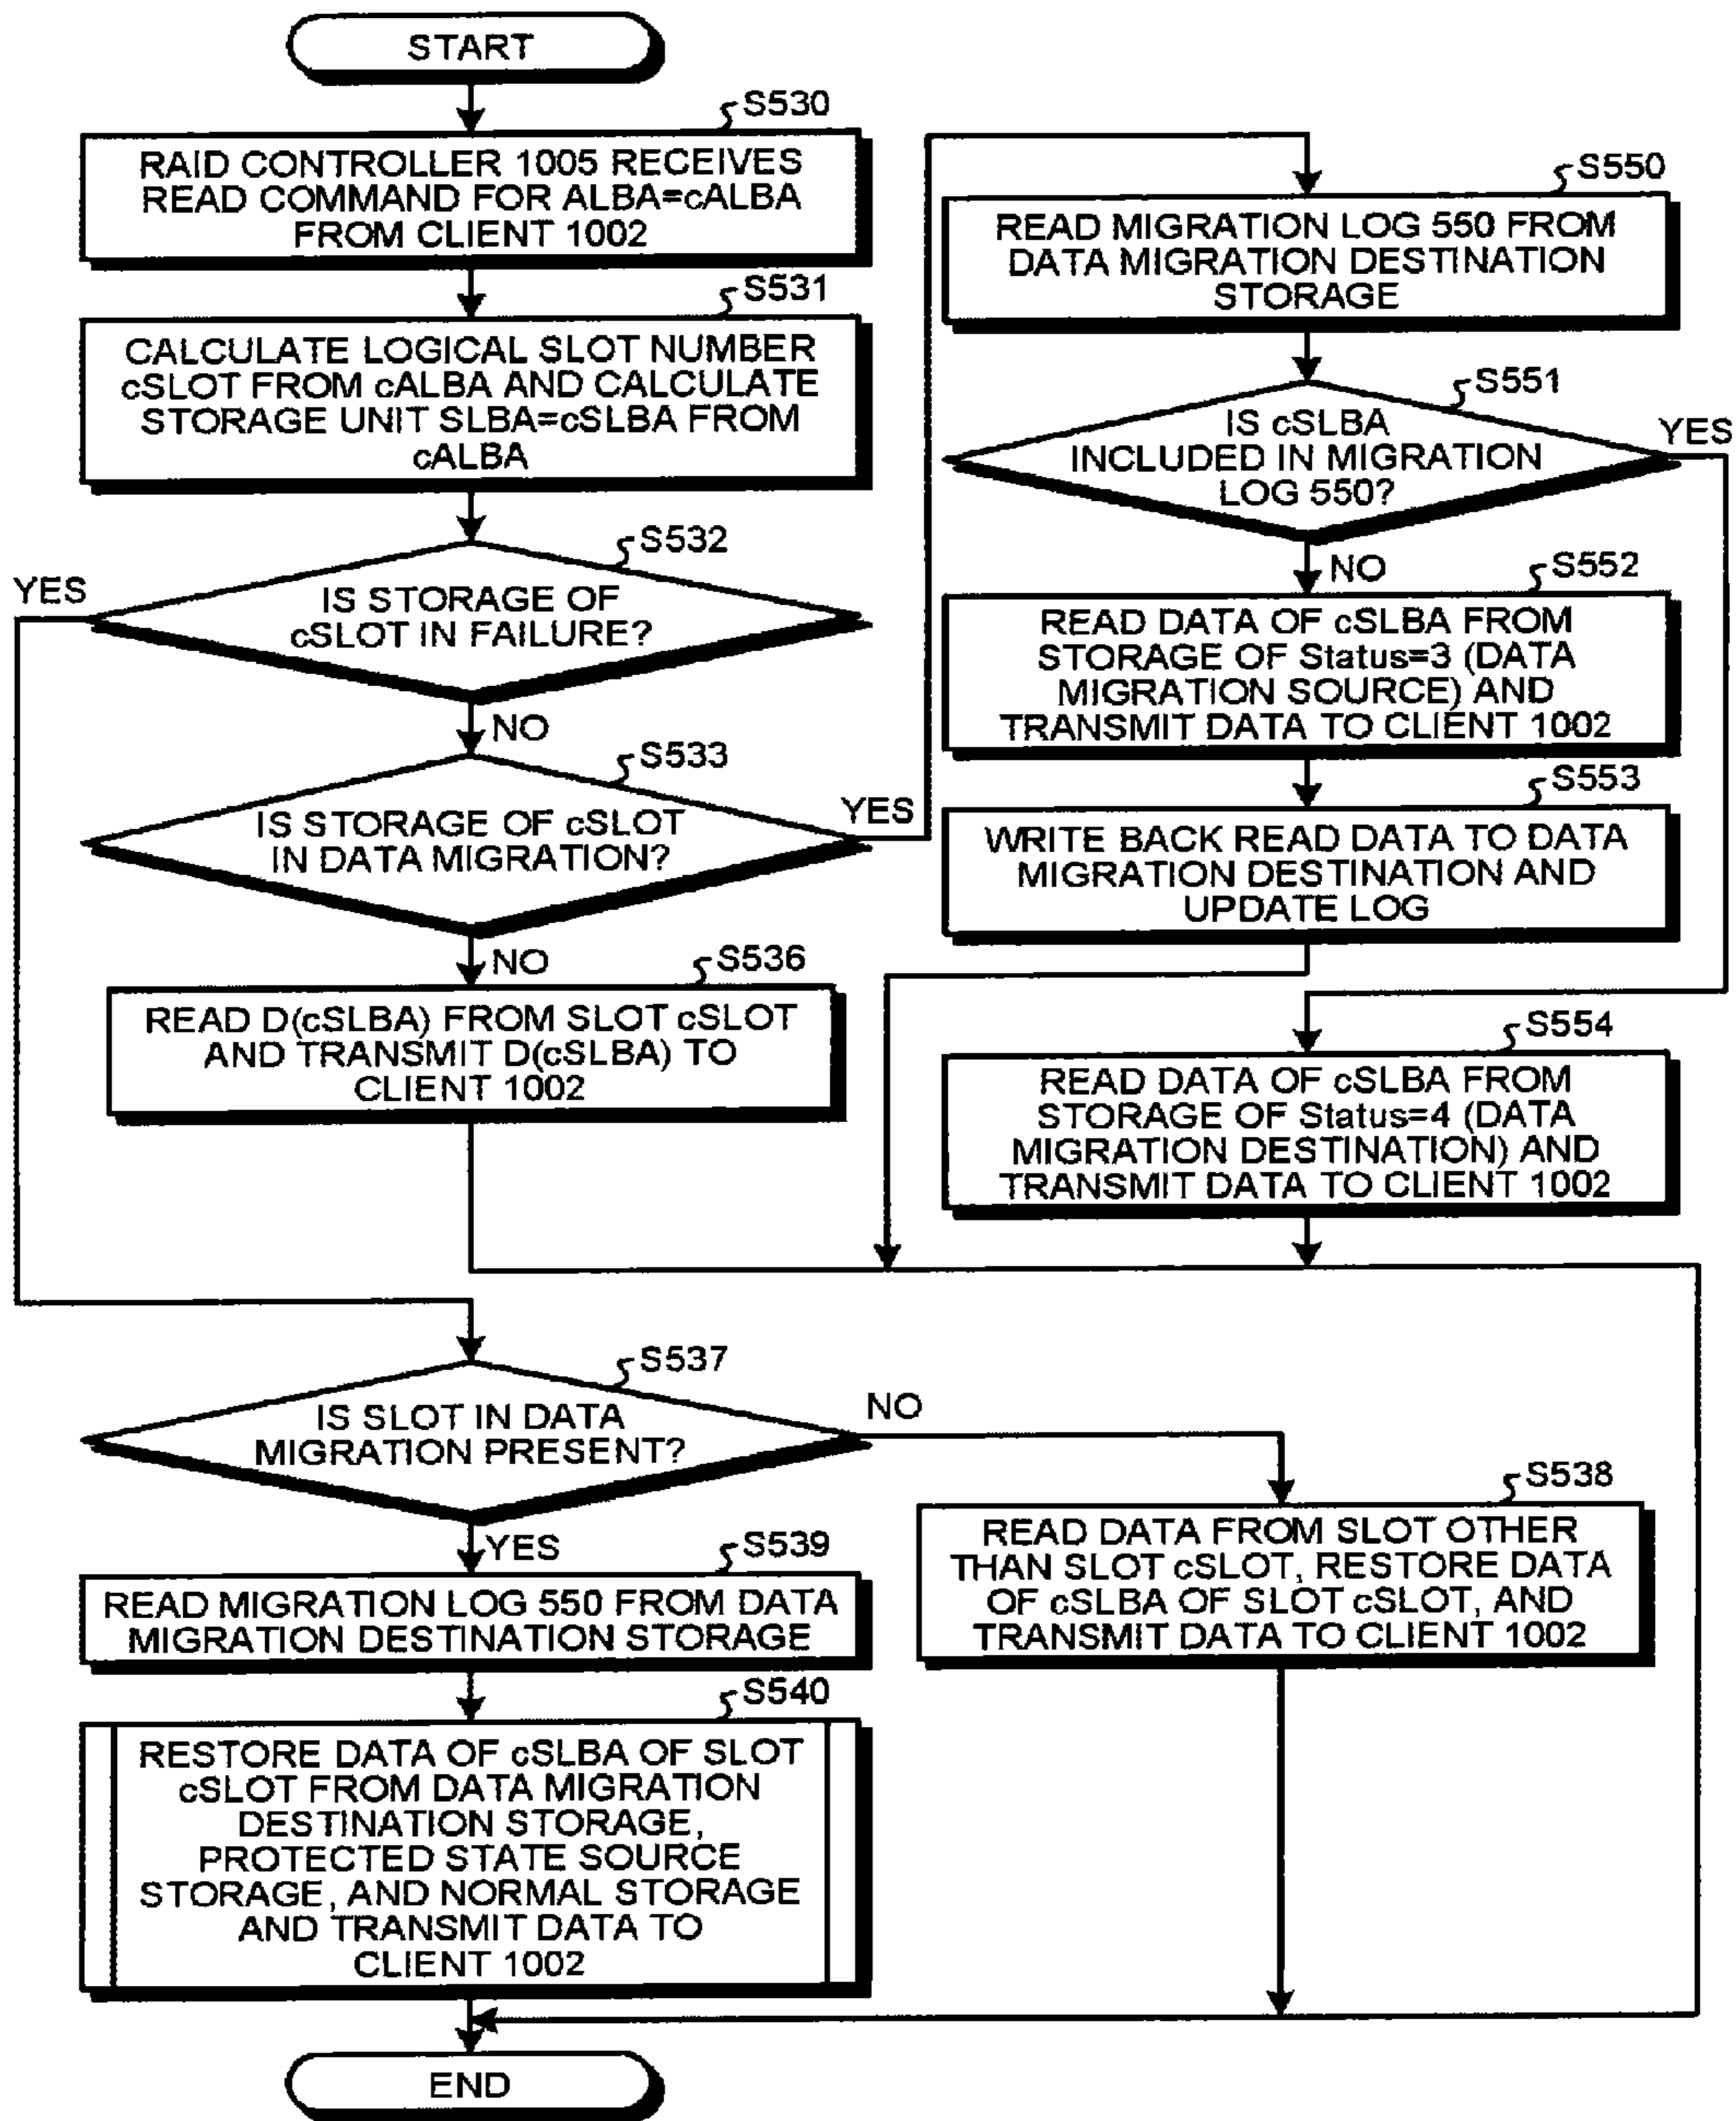 START
S530
RAID CONTROLLER 1005 RECEIVES
READ COMMAND FOR ALBA=cALBA
FROM CLIENT 1002
S531
CALCULATE LOGICAL SLOT NUMBER
cSLOT FROM cALBA AND CALCULATE
STORAGE UNIT SLBA=cSLBA FROM
cALBA
S532
YES
IS STORAGE OF
cSLOT IN FAILURE?
NO
S533
YES
IS STORAGE OF cSLOT
IN DATA MIGRATION?
NO
S536
READ D(cSLBA) FROM SLOT cSLOT
AND TRANSMIT D(cSLBA) TO
CLIENT 1002
S550
READ MIGRATION LOG 550 FROM
DATA MIGRATION DESTINATION
STORAGE
S551
YES
IS cSLBA
INCLUDED IN MIGRATION
LOG 550?
NO
S552
READ DATA OF cSLBA FROM
STORAGE OF Status=3 (DATA
MIGRATION SOURCE) AND
TRANSMIT DATA TO CLIENT 1002
S553
WRITE BACK READ DATA TO DATA
MIGRATION DESTINATION AND
UPDATE LOG
S554
READ DATA OF cSLBA FROM
STORAGE OF Status=4 (DATA
MIGRATION DESTINATION) AND
TRANSMIT DATA TO CLIENT 1002
S537
IS SLOT IN DATA
MIGRATION PRESENT?
NO
S538
READ DATA FROM SLOT OTHER
THAN SLOT cSLOT, RESTORE DATA
OF cSLBA OF SLOT cSLOT, AND
TRANSMIT DATA TO CLIENT 1002
YES
S539
READ MIGRATION LOG 550 FROM DATA
MIGRATION DESTINATION STORAGE
S540
RESTORE DATA OF cSLBA OF SLOT
cSLOT FROM DATA MIGRATION
DESTINATION STORAGE,
PROTECTED STATE SOURCE
STORAGE, AND NORMAL STORAGE
AND TRANSMIT DATA TO
CLIENT 1002
END